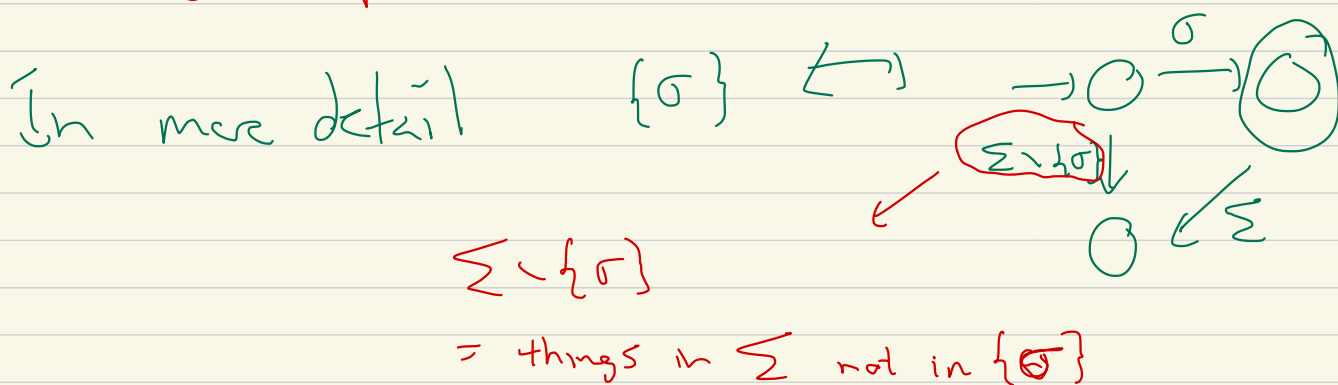 σ
In more detail {σ} ↔ → O → O
Σ \ {σ} ↓
Σ
Σ \ {σ}
= things in Σ not in {σ}